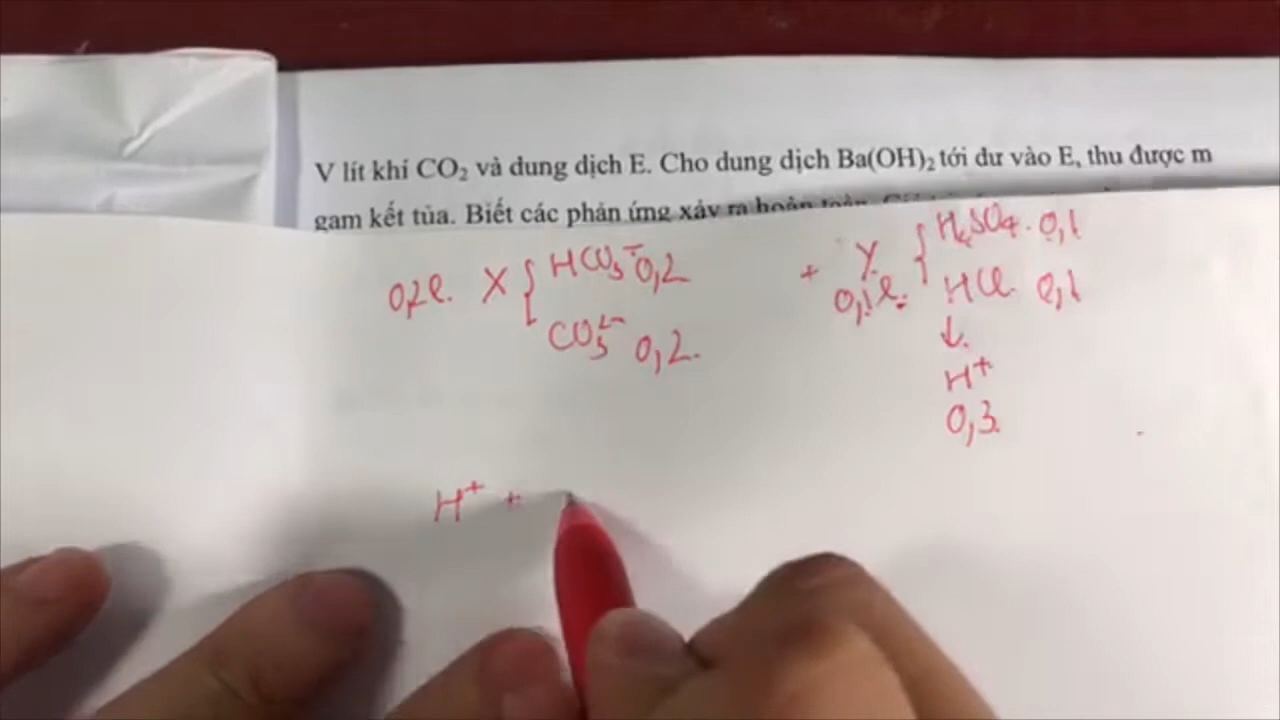 V lít khí CO₂ và dung dịch E. Cho dung dịch Ba(OH)₂ tới dư vào E, thu được m
gam kết tủa. Biết các phản ứng xảy ra hoàn toàn.
0,2l. X { HCO₃⁻ 0,2
CO₃²⁻ 0,2.
+ Y { H₂SO₄. 0,1
0,1l. HCl. 0,1
↓
H⁺
0,3.
H⁺ +